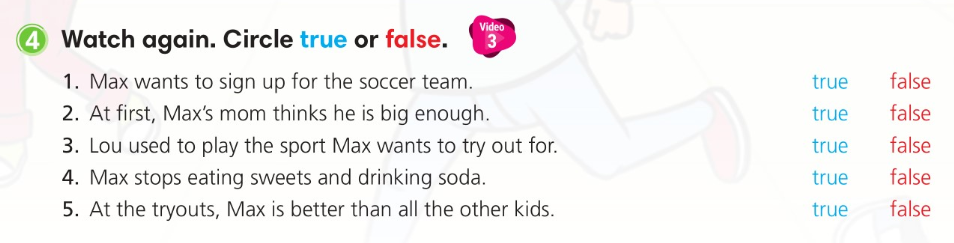 4 Watch again. Circle true or false. Video 3
1. Max wants to sign up for the soccer team. true false
2. At first, Max’s mom thinks he is big enough. true false
3. Lou used to play the sport Max wants to try out for. true false
4. Max stops eating sweets and drinking soda. true false
5. At the tryouts, Max is better than all the other kids. true false